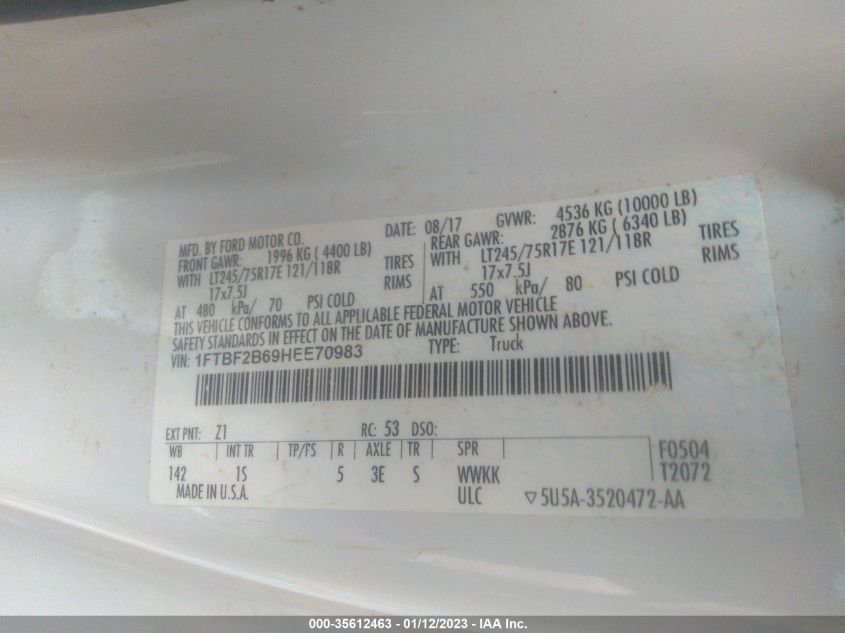 MFD. BY FORD MOTOR CO. DATE: 08/17 GVWR: 4536 KG (10000 LB)
FRONT GAWR: 1996 KG ( 4400 LB) REAR GAWR: 2876 KG ( 6340 LB)
WITH LT245/75R17E 121/118R TIRES WITH LT245/75R17E 121/118R TIRES
17x7.5J RIMS 17x7.5J RIMS
AT 480 kPa/ 70 PSI COLD AT 550 kPa/ 80 PSI COLD
THIS VEHICLE CONFORMS TO ALL APPLICABLE FEDERAL MOTOR VEHICLE
SAFETY STANDARDS IN EFFECT ON THE DATE OF MANUFACTURE SHOWN ABOVE.
VIN: 1FTBF2B69HEE70983 TYPE: Truck
EXT PNT: Z1 RC: 53 DSO:
WB INT TR TP/PS R AXLE TR SPR F0504
142 1S 5 3E S WWKK T2072
MADE IN U.S.A. ULC ▽5U5A-3520472-AA
000-35612463 - 01/12/2023 - IAA Inc.